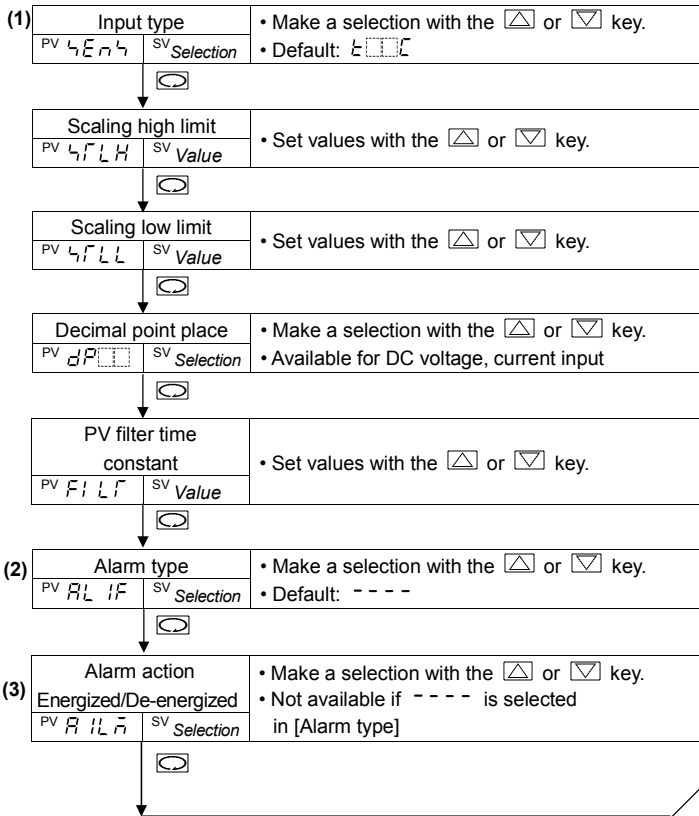 (1) Input type
PV SEnS SV Selection
• Make a selection with the △ or ▽ key.
• Default:
Scaling high limit
PV STLH SV Value
• Set values with the △ or ▽ key.
Scaling low limit
PV STLL SV Value
• Set values with the △ or ▽ key.
Decimal point place
PV dP SV Selection
• Make a selection with the △ or ▽ key.
• Available for DC voltage, current input
PV filter time
constant
PV FILT SV Value
• Set values with the △ or ▽ key.
(2) Alarm type
PV AL1F SV Selection
• Make a selection with the △ or ▽ key.
• Default: ----
(3) Alarm action
Energized/De-energized
PV A1LM SV Selection
• Make a selection with the △ or ▽ key.
• Not available if ---- is selected
in [Alarm type]